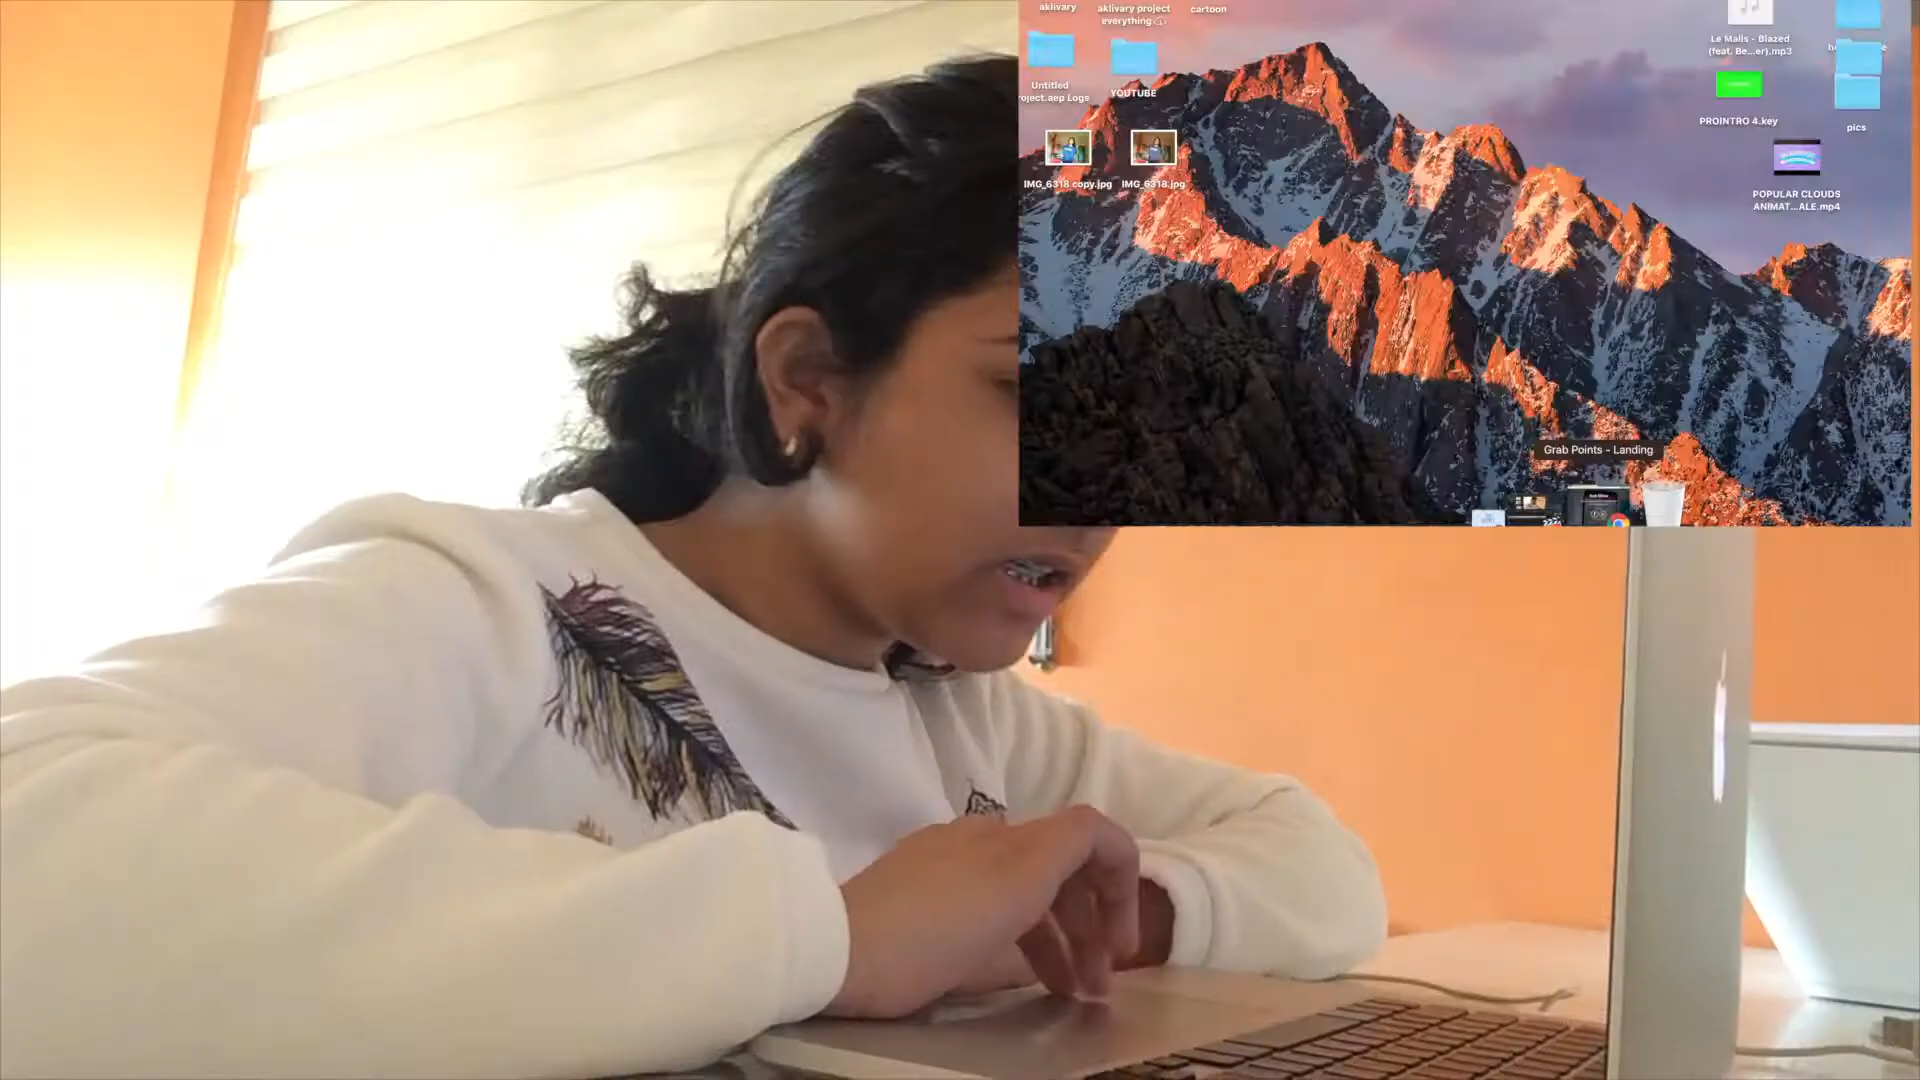 aklivary
aklivary project
everything
cartoon
Le Malls - Blazed
(feat. Be...er).mp3
Untitled
roject.aep Logs
YOUTUBE
PROINTRO 4.key
pics
IMG_6318 copy.jpg
IMG_6318.jpg
POPULAR CLOUDS
ANIMAT...ALE.mp4
Grab Points - Landing